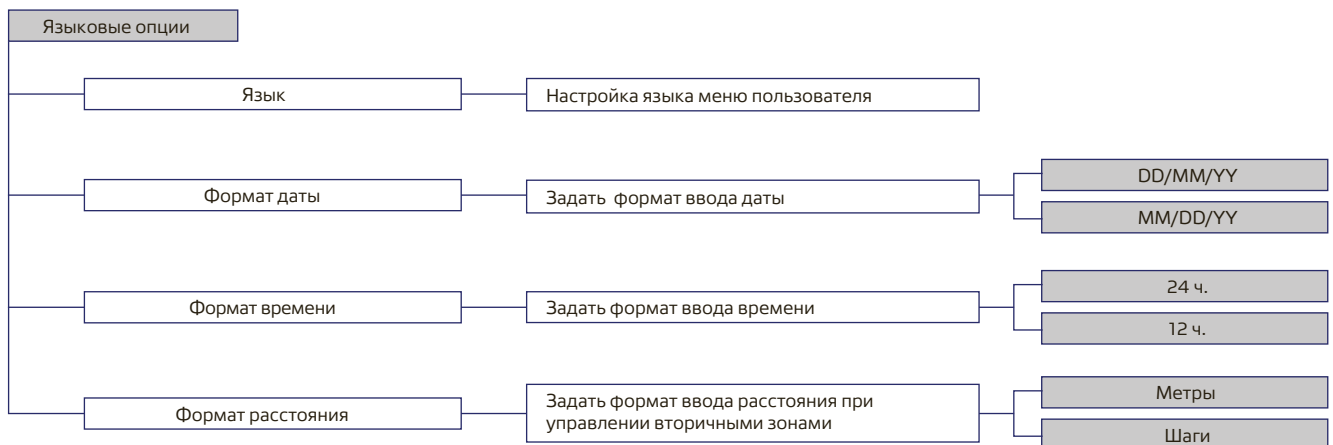 Языковые опции
Язык
Настройка языка меню пользователя
Формат даты
Задать формат ввода даты
DD/MM/YY
MM/DD/YY
Формат времени
Задать формат ввода времени
24 ч.
12 ч.
Формат расстояния
Задать формат ввода расстояния при
управлении вторичными зонами
Метры
Шаги